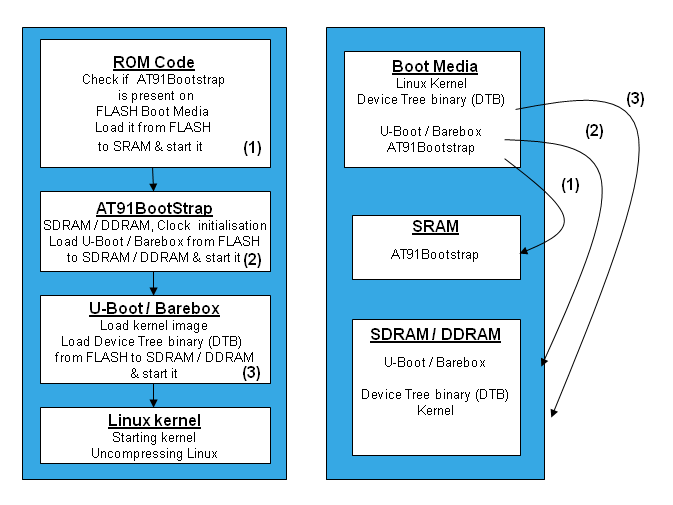 ROM Code
Check if AT91Bootstrap
is present on
FLASH Boot Media
Load it from FLASH
to SRAM & start it (1)
AT91BootStrap
SDRAM / DDRAM, Clock initialisation
Load U-Boot / Barebox from FLASH
to SDRAM / DDRAM & start it (2)
U-Boot / Barebox
Load kernel image
Load Device Tree binary (DTB)
from FLASH to SDRAM / DDRAM
& start it (3)
Linux kernel
Starting kernel
Uncompressing Linux
Boot Media
Linux Kernel
Device Tree binary (DTB)
U-Boot / Barebox
AT91Bootstrap
(3)
(2)
(1)
SRAM
AT91Bootstrap
SDRAM / DDRAM
U-Boot / Barebox
Device Tree binary (DTB)
Kernel